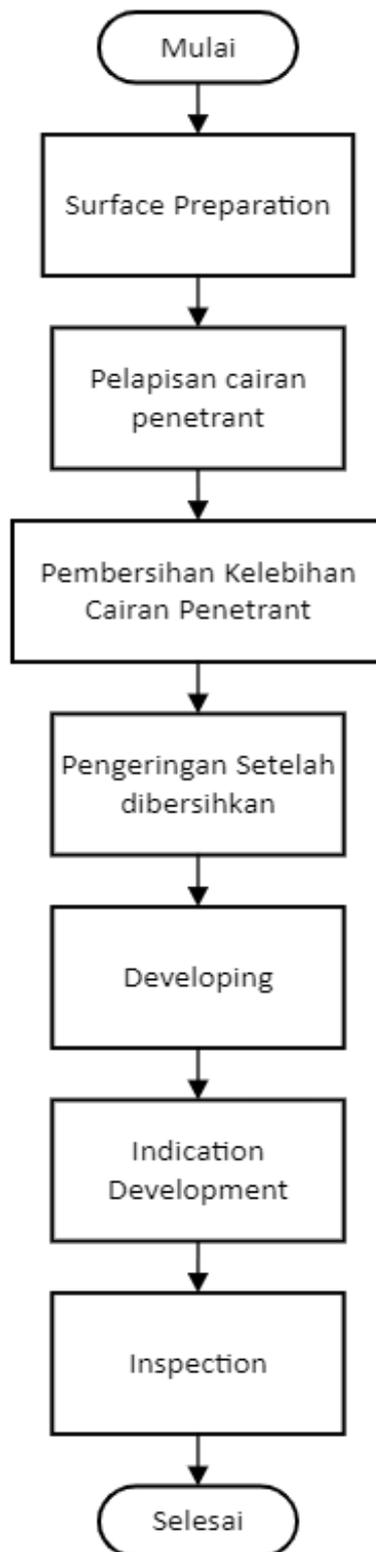 Mulai
Surface Preparation
Pelapisan cairan
penetrant
Pembersihan Kelebihan
Cairan Penetrant
Pengeringan Setelah
dibersihkan
Developing
Indication
Development
Inspection
Selesai